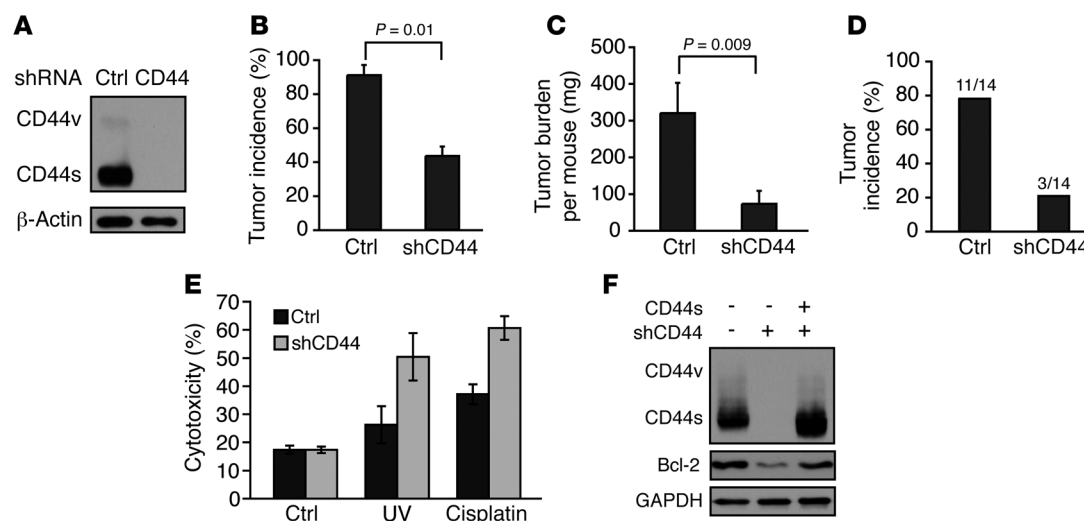 A
shRNA Ctrl CD44
CD44v
CD44s
β-Actin
B
P = 0.01
Tumor incidence (%)
100
80
60
40
20
0
Ctrl shCD44
C
P = 0.009
Tumor burden
per mouse (mg)
500
400
300
200
100
0
Ctrl shCD44
D
Tumor
incidence (%)
100
80
60
40
20
0
11/14
3/14
Ctrl shCD44
E
Cytotoxicity (%)
70
60
50
40
30
20
10
0
Ctrl
shCD44
Ctrl UV Cisplatin
F
CD44s - - +
shCD44 - + +
CD44v
CD44s
Bcl-2
GAPDH